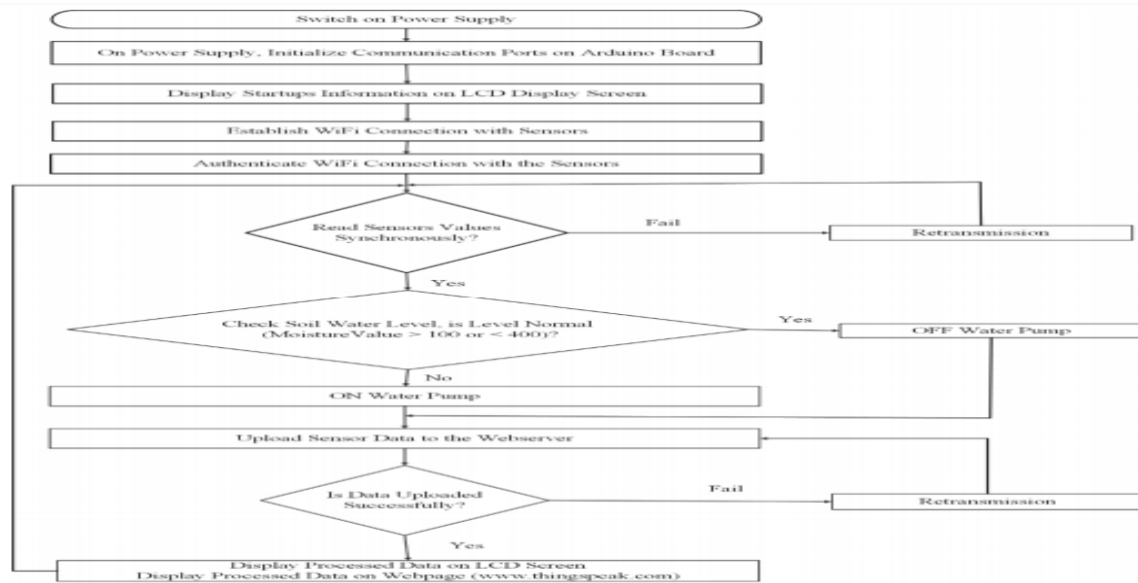 Switch on Power Supply
On Power Supply, Initialize Communication Ports on Arduino Board
Display Startups Information on LCD Display Screen
Establish WiFi Connection with Sensors
Authenticate WiFi Connection with the Sensors
Read Sensors Values
Synchronously?
Fail
Retransmission
Yes
Check Soil Water Level, is Level Normal
(MoistureValue > 100 or < 400)?
Yes
OFF Water Pump
No
ON Water Pump
Upload Sensor Data to the Webserver
Is Data Uploaded
Successfully?
Fail
Retransmission
Yes
Display Processed Data on LCD Screen
Display Processed Data on Webpage (www.thingspeak.com)